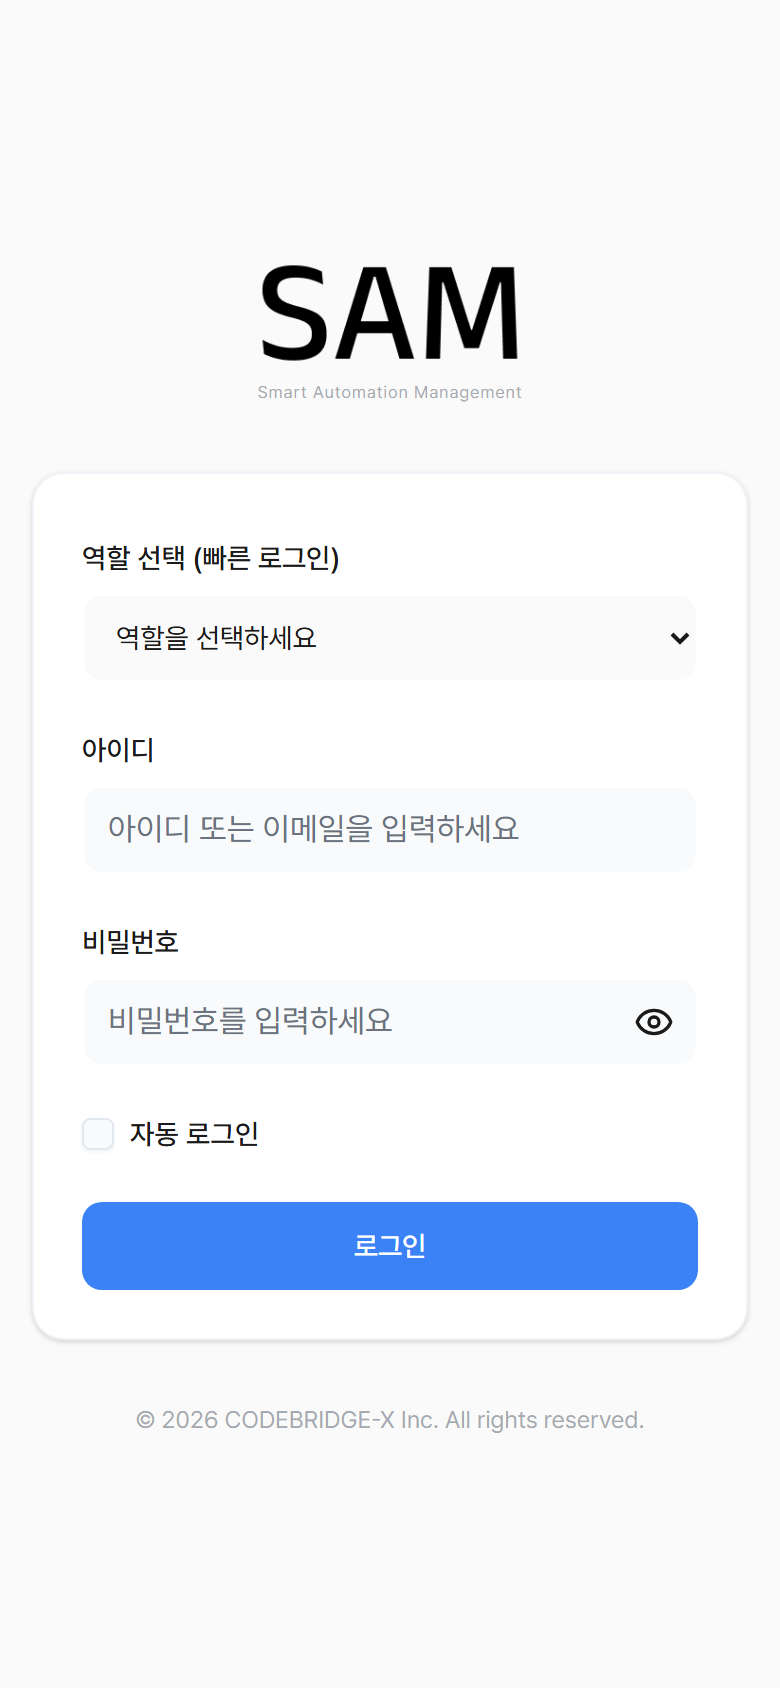 SAM
Smart Automation Management
역할 선택 (빠른 로그인)
역할을 선택하세요
아이디
아이디 또는 이메일을 입력하세요
비밀번호
비밀번호를 입력하세요
자동 로그인
로그인
© 2026 CODEBRIDGE-X Inc. All rights reserved.